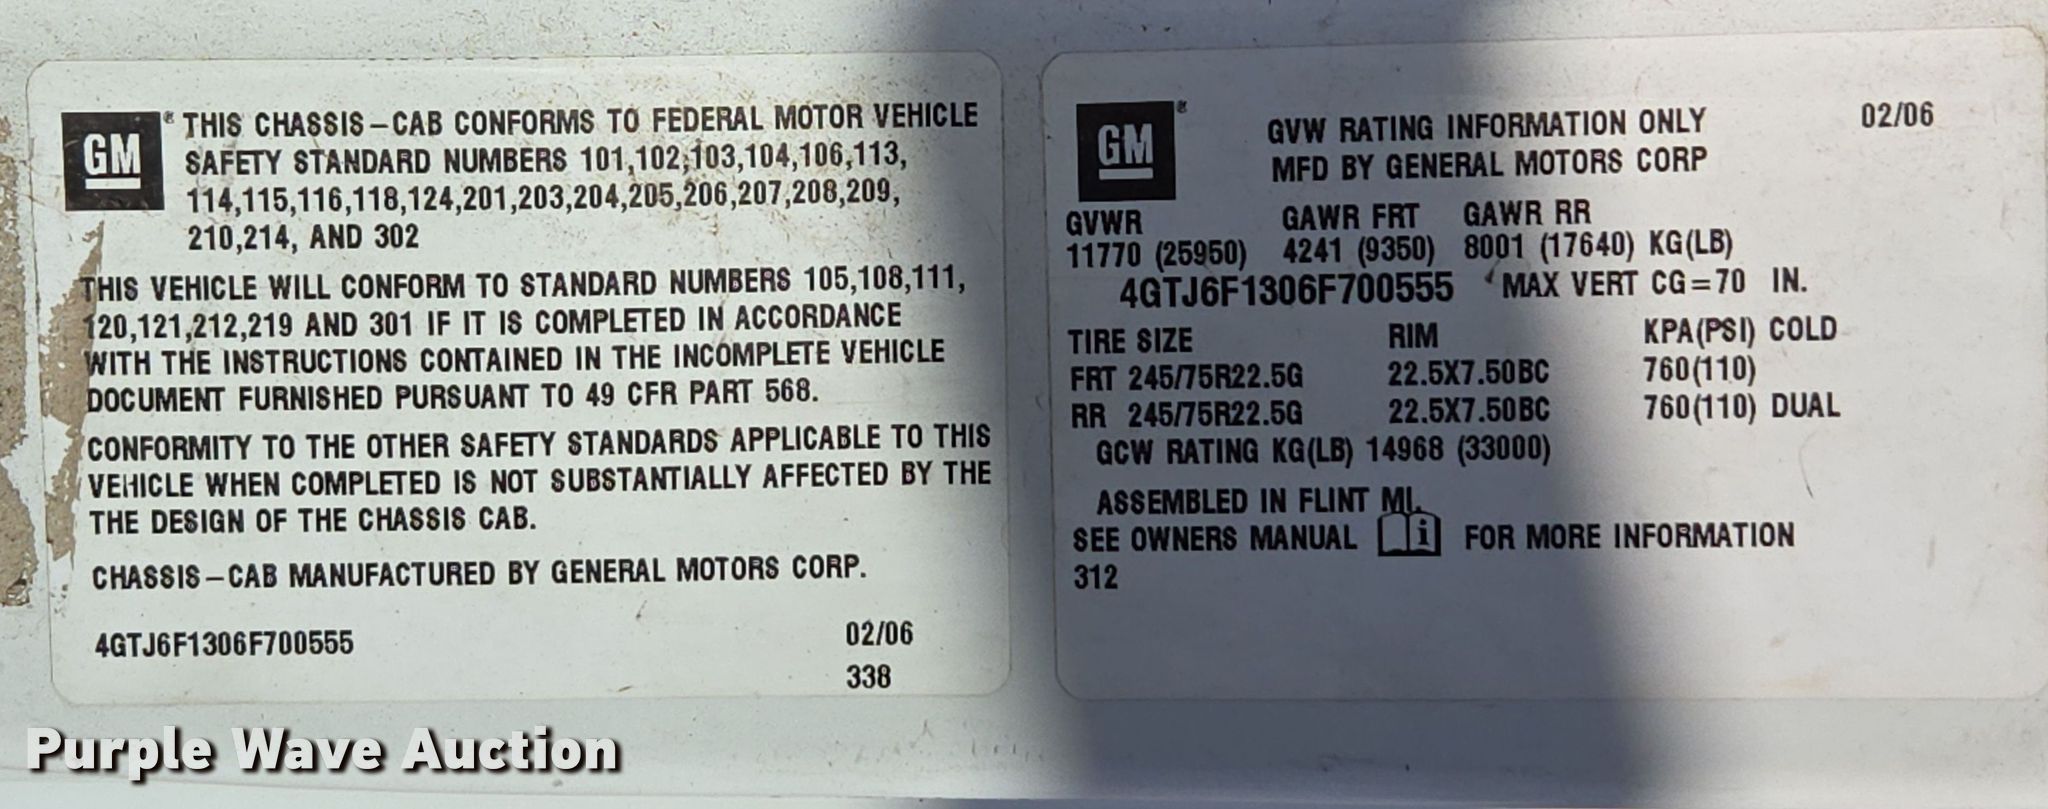 GM ® THIS CHASSIS-CAB CONFORMS TO FEDERAL MOTOR VEHICLE
SAFETY STANDARD NUMBERS 101,102,103,104,106,113,
114,115,116,118,124,201,203,204,205,206,207,208,209,
210,214, AND 302
THIS VEHICLE WILL CONFORM TO STANDARD NUMBERS 105,108,111,
120,121,212,219 AND 301 IF IT IS COMPLETED IN ACCORDANCE
WITH THE INSTRUCTIONS CONTAINED IN THE INCOMPLETE VEHICLE
DOCUMENT FURNISHED PURSUANT TO 49 CFR PART 568.
CONFORMITY TO THE OTHER SAFETY STANDARDS APPLICABLE TO THIS
VEHICLE WHEN COMPLETED IS NOT SUBSTANTIALLY AFFECTED BY THE
THE DESIGN OF THE CHASSIS CAB.
CHASSIS-CAB MANUFACTURED BY GENERAL MOTORS CORP.
4GTJ6F1306F700555 02/06
338
GM ® GVW RATING INFORMATION ONLY 02/06
MFD BY GENERAL MOTORS CORP
GVWR GAWR FRT GAWR RR
11770 (25950) 4241 (9350) 8001 (17640) KG(LB)
4GTJ6F1306F700555 MAX VERT CG=70 IN.
TIRE SIZE RIM KPA(PSI) COLD
FRT 245/75R22.5G 22.5X7.50BC 760(110)
RR 245/75R22.5G 22.5X7.50BC 760(110) DUAL
GCW RATING KG(LB) 14968 (33000)
ASSEMBLED IN FLINT MI.
SEE OWNERS MANUAL i FOR MORE INFORMATION
312
Purple Wave Auction